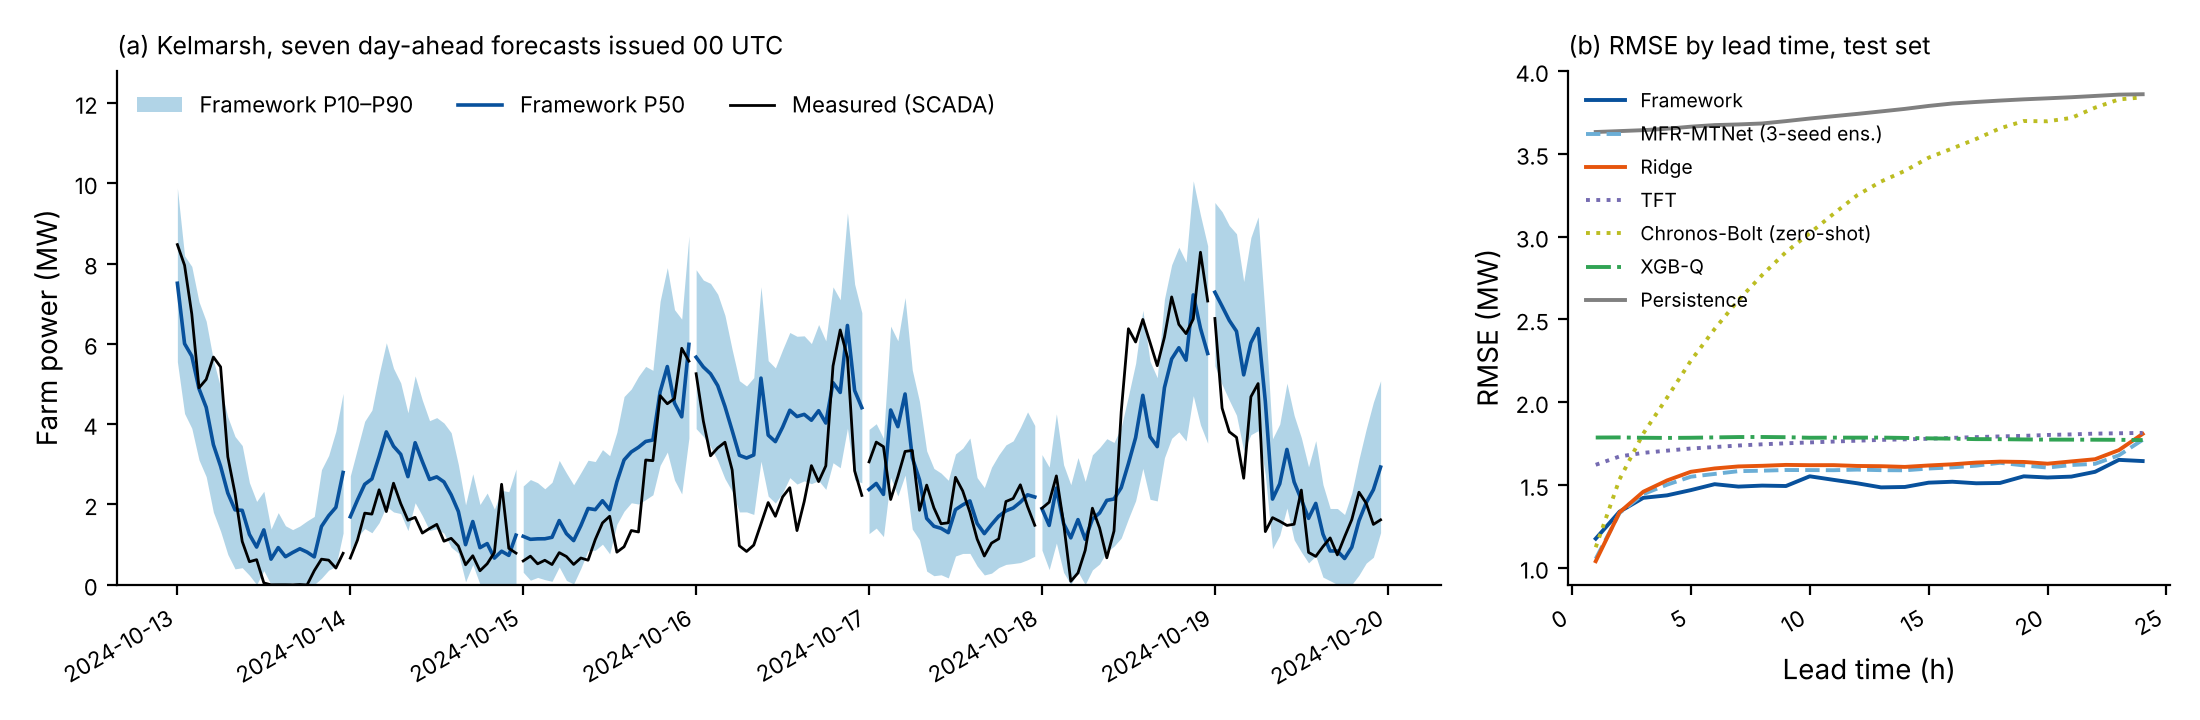 (a) Kelmarsh, seven day-ahead forecasts issued 00 UTC
Framework P10–P90
Framework P50
Measured (SCADA)
Farm power (MW)
12
10
8
6
4
2
0
2024-10-13
2024-10-14
2024-10-15
2024-10-16
2024-10-17
2024-10-18
2024-10-19
2024-10-20
(b) RMSE by lead time, test set
Framework
MFR-MTNet (3-seed ens.)
Ridge
TFT
Chronos-Bolt (zero-shot)
XGB-Q
Persistence
RMSE (MW)
4.0
3.5
3.0
2.5
2.0
1.5
1.0
0
5
10
15
20
25
Lead time (h)